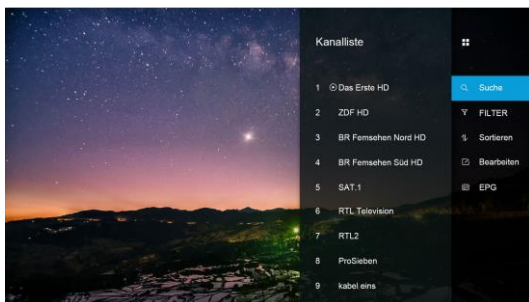 Kanalliste
1 Das Erste HD
2 ZDF HD
3 BR Fernsehen Nord HD
4 BR Fernsehen Süd HD
5 SAT.1
6 RTL Television
7 RTL2
8 ProSieben
9 kabel eins
Suche
FILTER
Sortieren
Bearbeiten
EPG